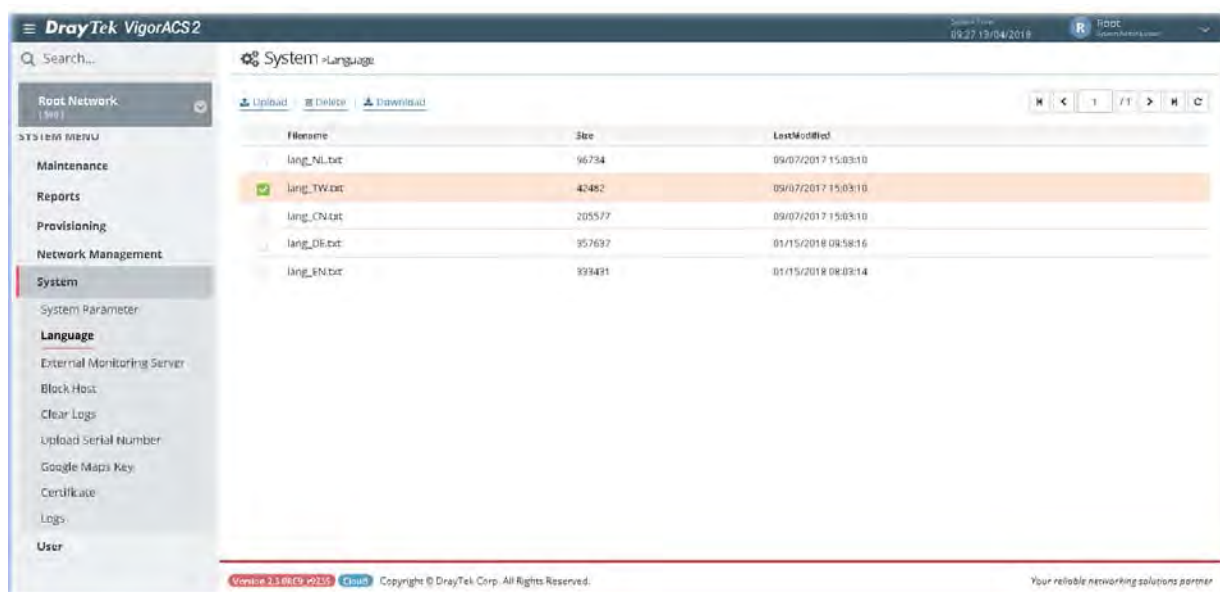 DrayTek VigorACS2
09:27 13/04/2018
R Root
Search...
System >Language
Root Network
Upload Delete Download
1 / 1
SYSTEM MENU
Filename Size LastModified
Maintenance
lang_NL.txt 96734 09/07/2017 15:03:10
Reports
lang_TW.txt 42482 09/07/2017 15:03:10
Provisioning
lang_CN.txt 205577 09/07/2017 15:03:10
Network Management
lang_DE.txt 357697 01/15/2018 09:58:16
System
lang_EN.txt 01/15/2018 08:03:14
System Parameter
Language
External Monitoring Server
Block Host
Clear Logs
Upload Serial Number
Google Maps Key
Certificate
Logs
User
Cloud Copyright © DrayTek Corp. All Rights Reserved.
Your reliable networking solutions partner